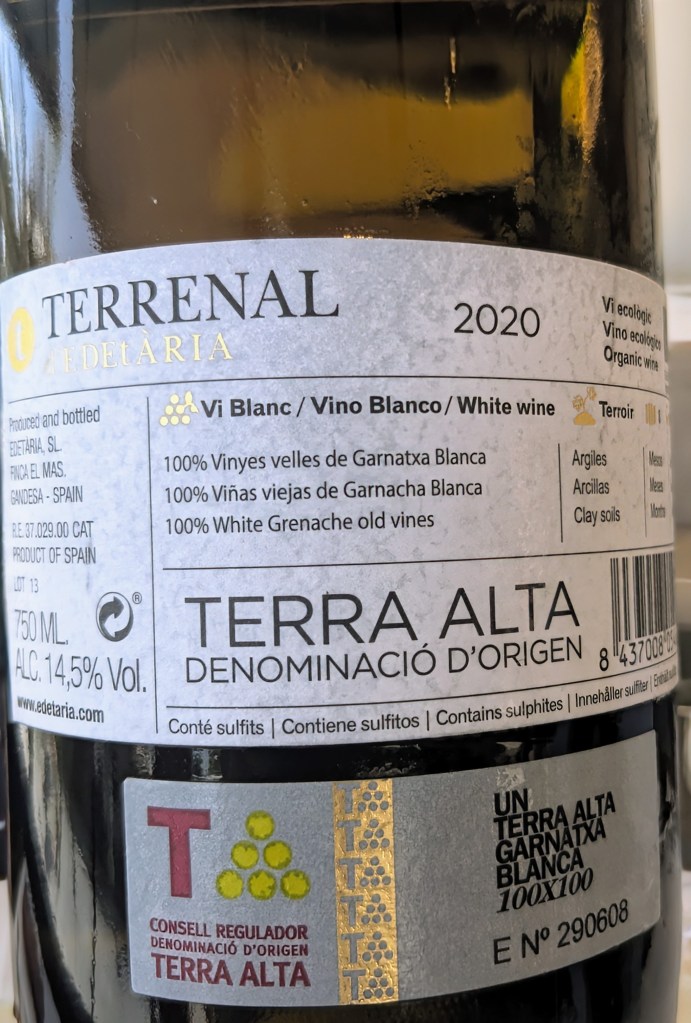 TERRENAL
d'EDEtÀRIA
2020
Vi ecològic
Vino ecológico
Organic wine
Produced and bottled
EDETÀRIA, SL.
FINCA EL MAS.
GANDESA - SPAIN
R.E. 37.029.00 CAT
PRODUCT OF SPAIN
LOT 13
750 ML.
ALC. 14,5% Vol.
www.edetaria.com
Vi Blanc / Vino Blanco / White wine
100% Vinyes velles de Garnatxa Blanca
100% Viñas viejas de Garnacha Blanca
100% White Grenache old vines
Terroir
Argiles
Arcillas
Clay soils
Mesos
Meses
Months
TERRA ALTA
DENOMINACIÓ D'ORIGEN
8 437008
Conté sulfits | Contiene sulfitos | Contains sulphites | Innehåller sulfiter |
T
CONSELL REGULADOR
DENOMINACIÓ D'ORIGEN
TERRA ALTA
UN
TERRA ALTA
GARNATXA
BLANCA
100X100
E Nº 290608